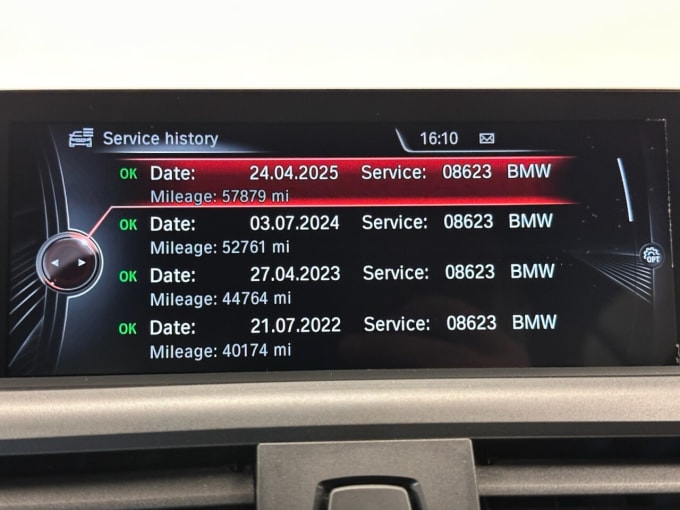 Service history 16:10
OK Date: 24.04.2025 Service: 08623 BMW
Mileage: 57879 mi
OK Date: 03.07.2024 Service: 08623 BMW
Mileage: 52761 mi
OPT
OK Date: 27.04.2023 Service: 08623 BMW
Mileage: 44764 mi
OK Date: 21.07.2022 Service: 08623 BMW
Mileage: 40174 mi